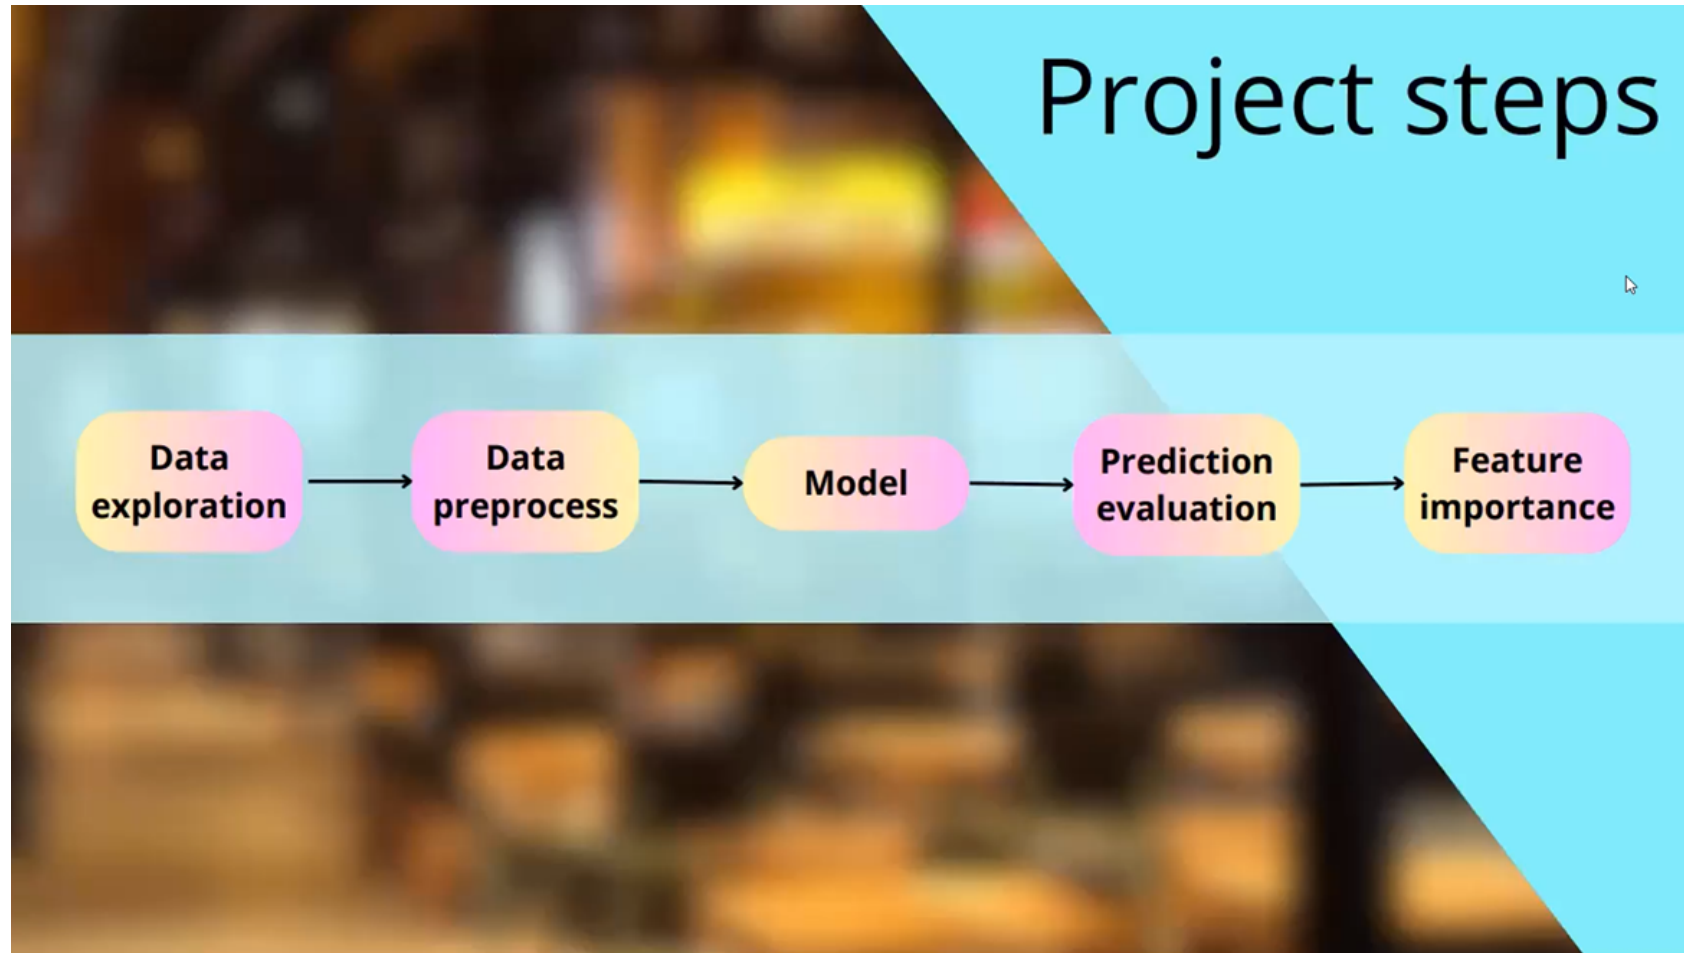 Project steps
Data
exploration
Data
preprocess
Model
Prediction
evaluation
Feature
importance